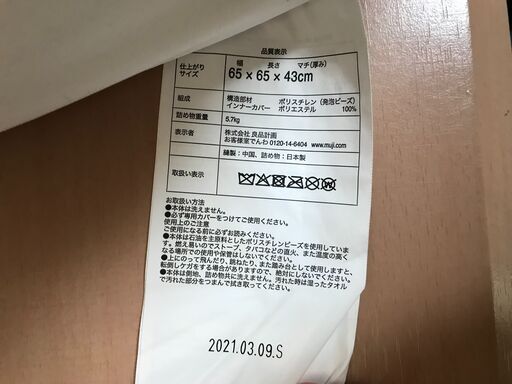 品質表示
仕上がりサイズ 幅 長さ マチ(厚み)
65×65×43cm
組成 構造部材 ポリスチレン(発泡ビーズ)
インナーカバー ポリエステル 100%
詰め物重量 5.7kg
表示者 株式会社 良品計画
お客様室でんわ 0120-14-6404 www.muji.com
縫製:中国、詰め物:日本製
取扱い表示
お取扱い方法
●本体は洗えません。
●必ず専用カバーをつけてご使用ください。
使用上のご注意
ご使用になる前に必ずお読みください。
●本体は石油を主原料としたポリスチレンビーズを使用していま
す。燃え易いのでストーブ、タバコなどの直火、また温度の高く
なる場所での使用や保管はしないでください。
●上にのって飛んだり、跳ねたり、また踏み台として使用しますと
転倒しケガをする場合がありますので、絶対にしないでください。
●本体は側地、詰め物共に洗えません。汚れた時は湿ったタオル
で汚れた部分をつまんで拭き取ってください。
2021.03.09.S